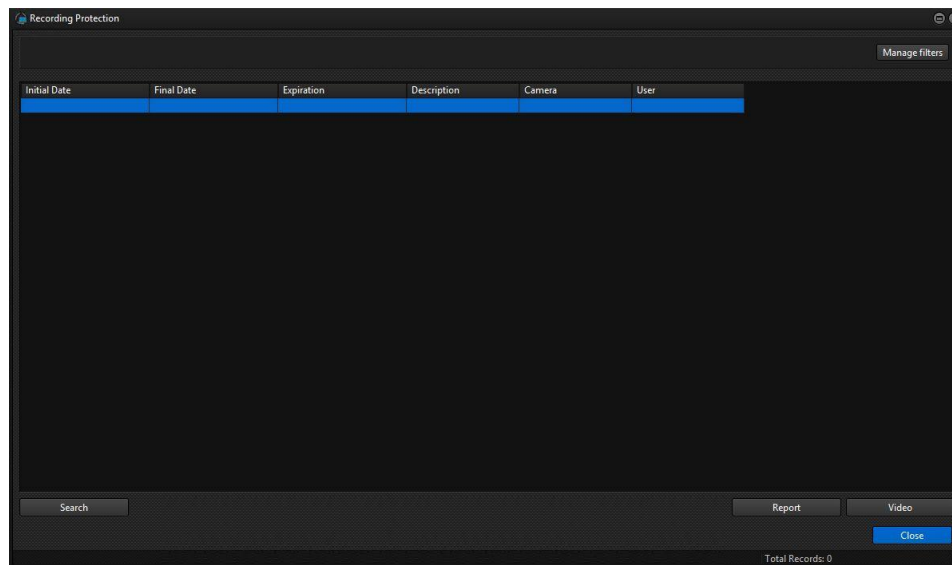 Recording Protection
Manage filters
Initial Date Final Date Expiration Description Camera User
Search Report Video
Close
Total Records: 0